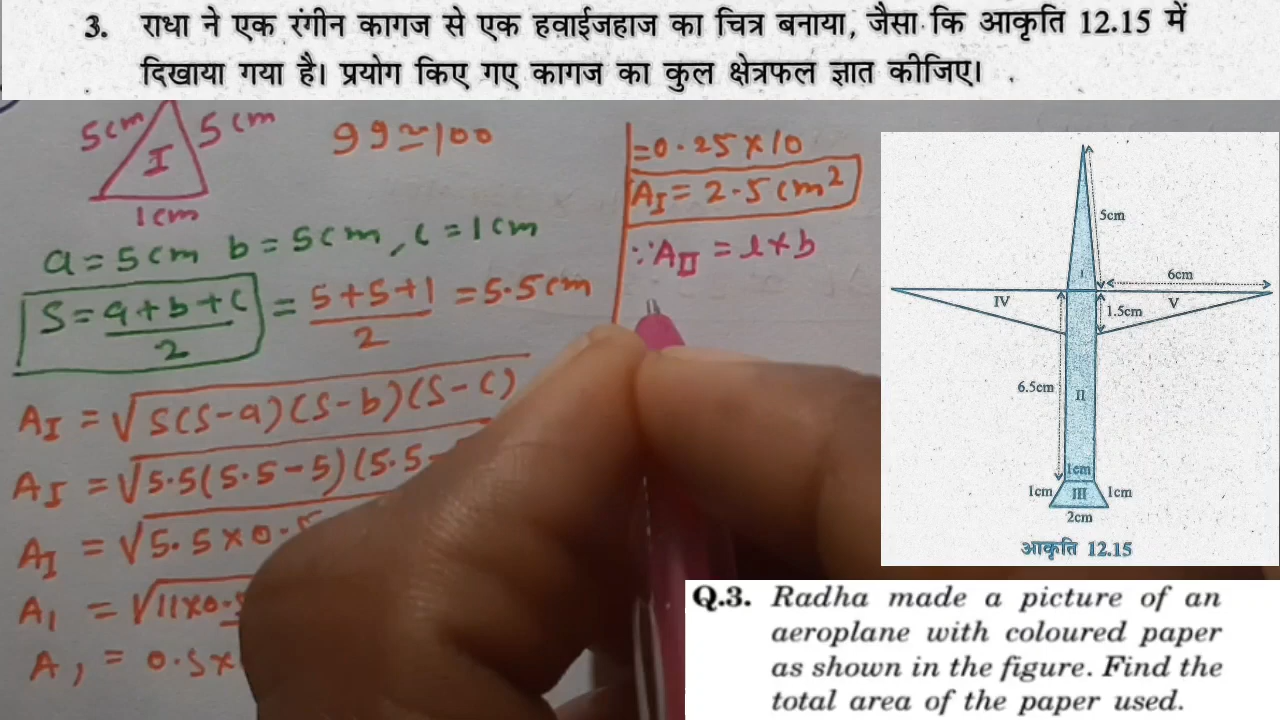 3. राधा ने एक रंगीन कागज से एक हवाईजहाज का चित्र बनाया, जैसा कि आकृति 12.15 में
दिखाया गया है। प्रयोग किए गए कागज का कुल क्षेत्रफल ज्ञात कीजिए।
5cm 5cm
I
1cm
99≃100
a = 5cm b = 5cm, c = 1cm
S = a+b+c/2 = 5+5+1/2 = 5.5cm
A_I = √S(S-a)(S-b)(S-c)
A_I = √5.5(5.5-5)(5.5-
A_I = √5.5×0.5
A_1 = √11×0.5
A_1 = 0.5×
=0.25×10
A_I = 2.5cm²
∵A_II = l×b
5cm
I
6cm
IV
V
1.5cm
6.5cm
II
1cm
1cm III 1cm
2cm
आकृति 12.15
Q.3. Radha made a picture of an
aeroplane with coloured paper
as shown in the figure. Find the
total area of the paper used.